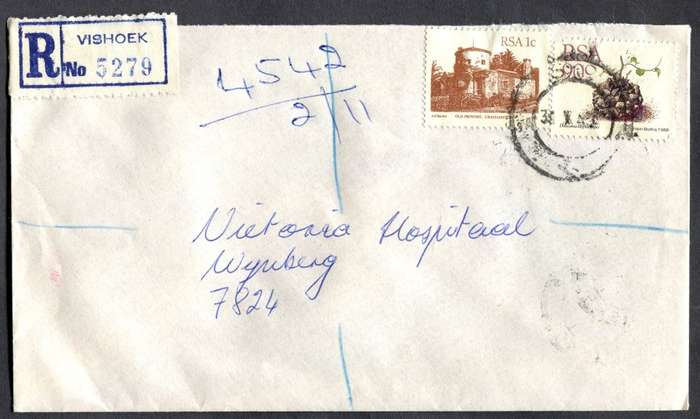 R VISHOEK
No 5279
4542
2/11
RSA 1c
RSA
90c
Victoria Hospitaal
Wynberg
7824